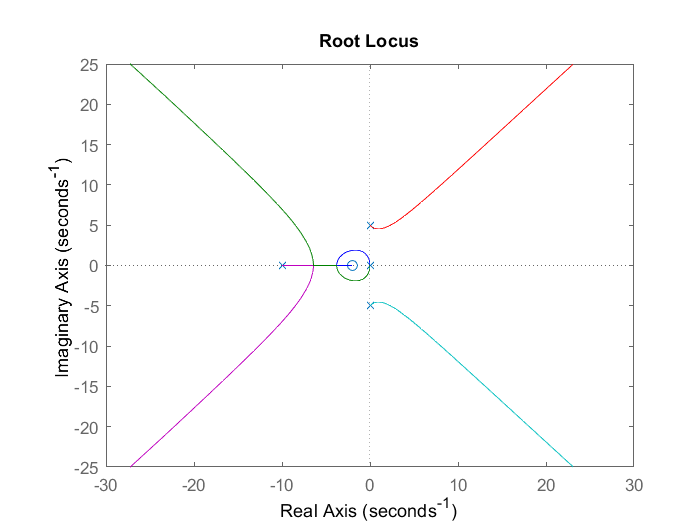 Root Locus
Imaginary Axis (seconds⁻¹)
25
20
15
10
5
0
-5
-10
-15
-20
-25
-30 -20 -10 0 10 20 30
Real Axis (seconds⁻¹)